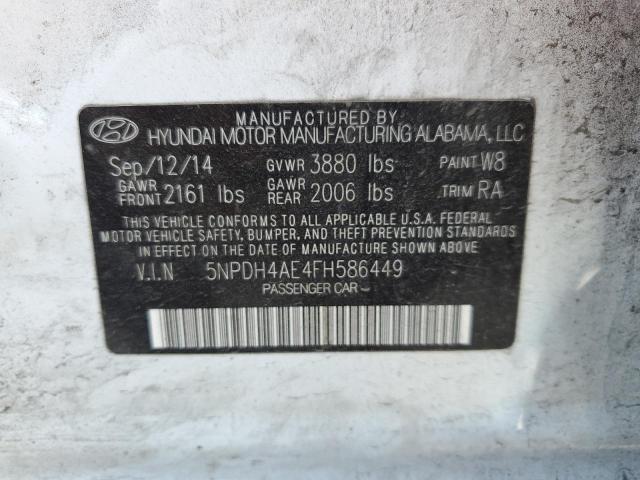 MANUFACTURED BY
HYUNDAI MOTOR MANUFACTURING ALABAMA, LLC
Sep/12/14 GVWR 3880 lbs PAINT W8
GAWR FRONT 2161 lbs GAWR REAR 2006 lbs TRIM RA
THIS VEHICLE CONFORMS TO ALL APPLICABLE U.S.A. FEDERAL
MOTOR VEHICLE SAFETY, BUMPER, AND THEFT PREVENTION STANDARDS
IN EFFECT ON THE DATE OF MANUFACTURE SHOWN ABOVE.
V.I.N 5NPDH4AE4FH586449
PASSENGER CAR